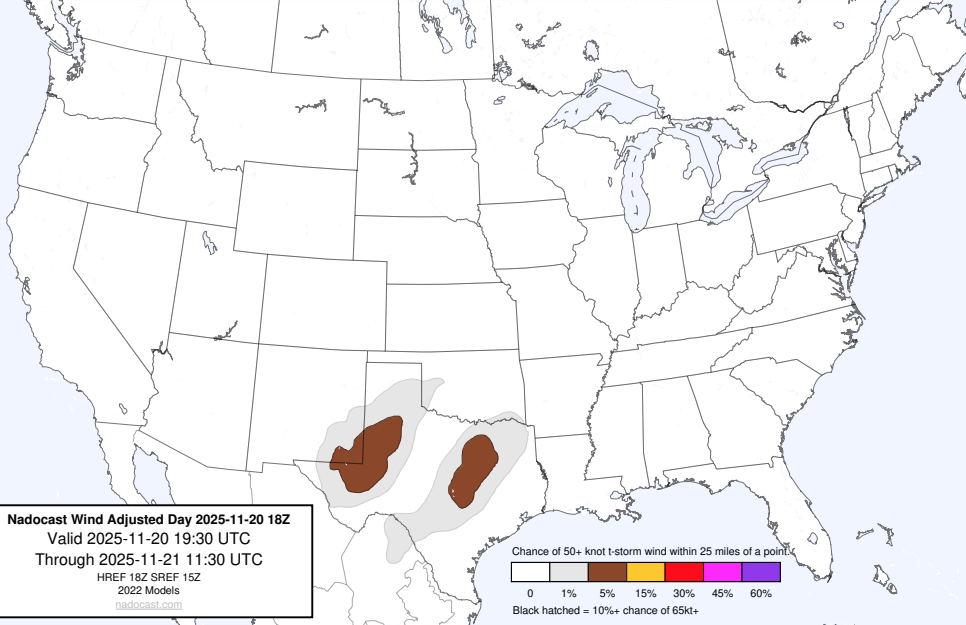 Nadocast Wind Adjusted Day 2025-11-20 18Z
Valid 2025-11-20 19:30 UTC
Through 2025-11-21 11:30 UTC
HREF 18Z SREF 15Z
2022 Models
nadocast.com
Chance of 50+ knot t-storm wind within 25 miles of a point.
0 1% 5% 15% 30% 45% 60%
Black hatched = 10%+ chance of 65kt+